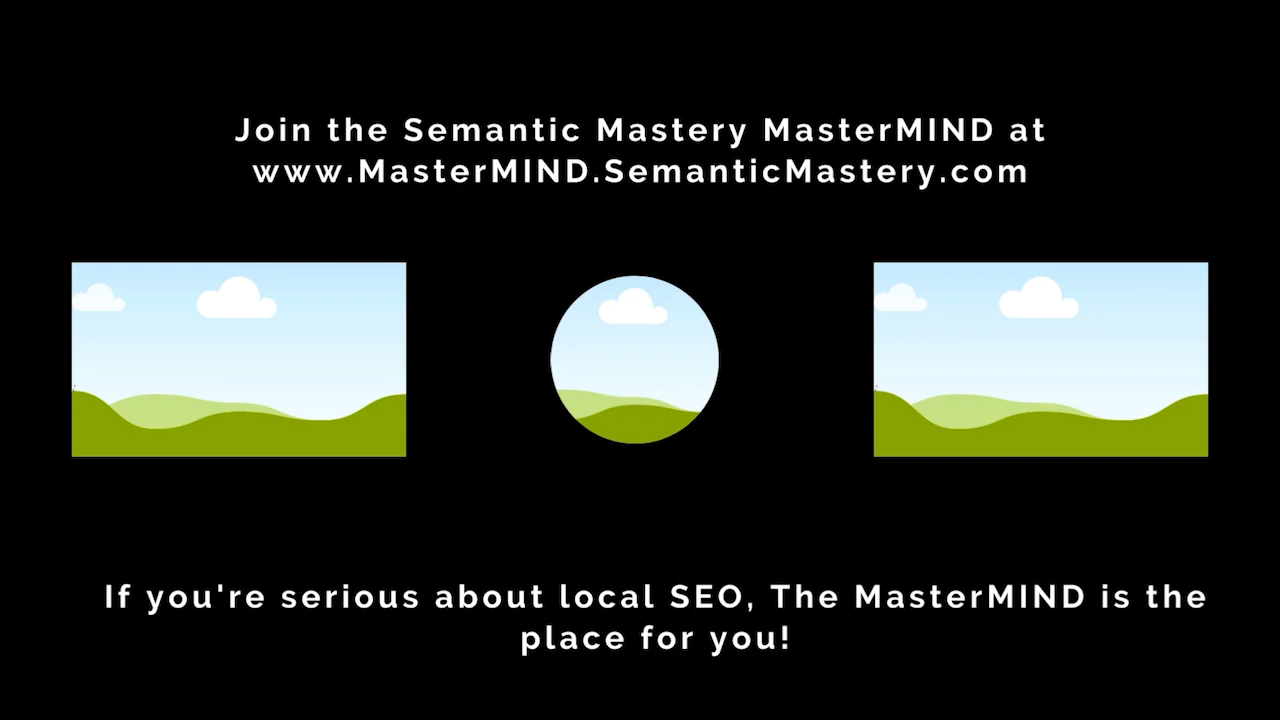 Join the Semantic Mastery MasterMIND at
www.MasterMIND.SemanticMastery.com
If you're serious about local SEO, The MasterMIND is the
place for you!